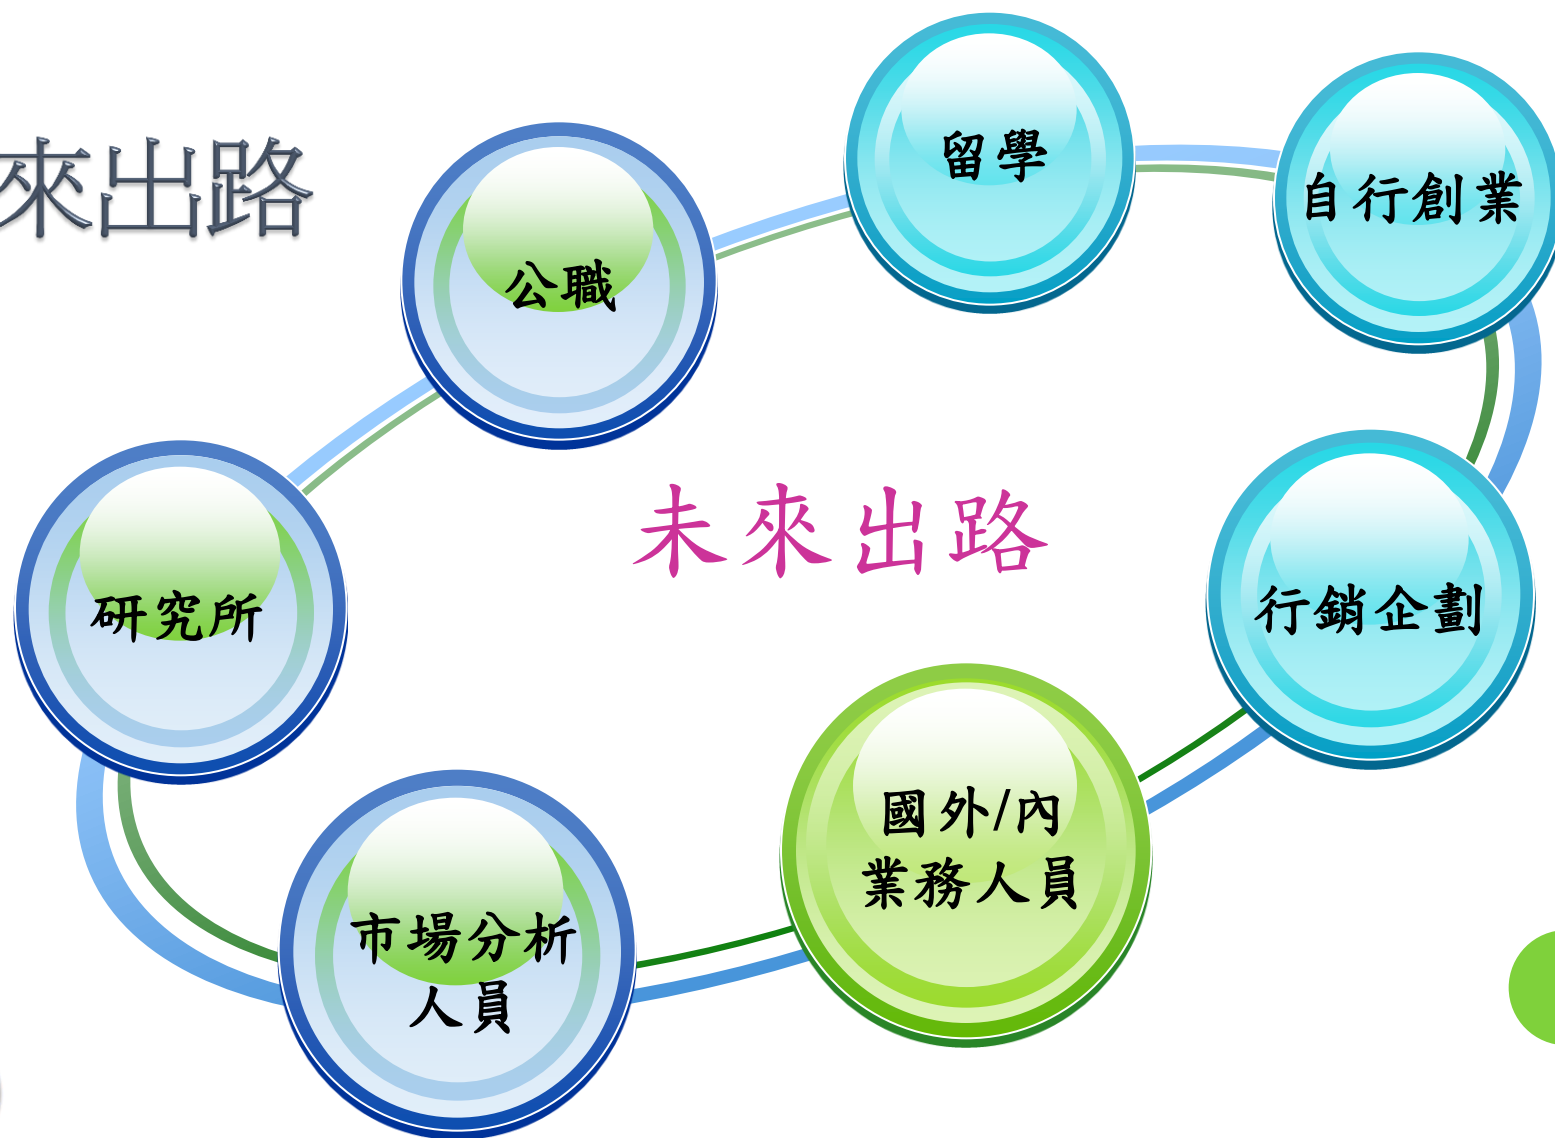 來出路
留學
自行創業
公職
未來出路
研究所
行銷企劃
國外/內
業務人員
市場分析
人員